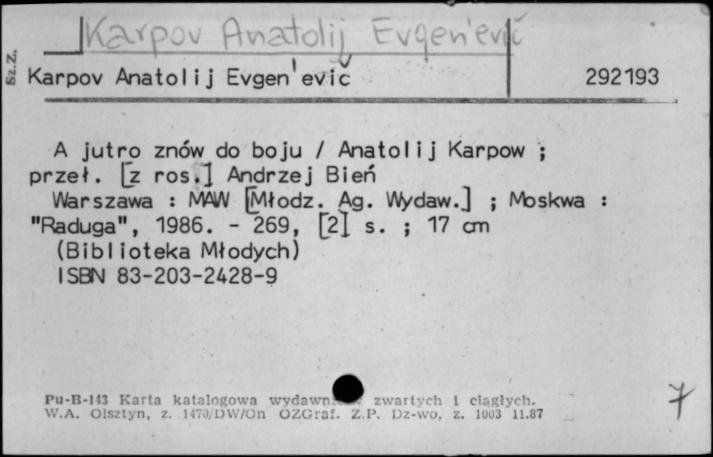 Karpov Anatolij Evgen'evič
Sz.Z.
Karpov Anatolij Evgen'evič 292193
A jutro znów do boju / Anatolij Karpow ;
przeł. [z ros.] Andrzej Bień
Warszawa : MAW [Młodz. Ag. Wydaw.] ; Moskwa :
"Raduga", 1986. - 269, [2] s. ; 17 cm
(Biblioteka Młodych)
ISBN 83-203-2428-9
Pu-B-143 Karta katalogowa zwartych i ciągłych.
W.A. Olsztyn, z. 1470/DW/On OZGraf. Z.P. Dz-wo, z. 1003 11.87
7